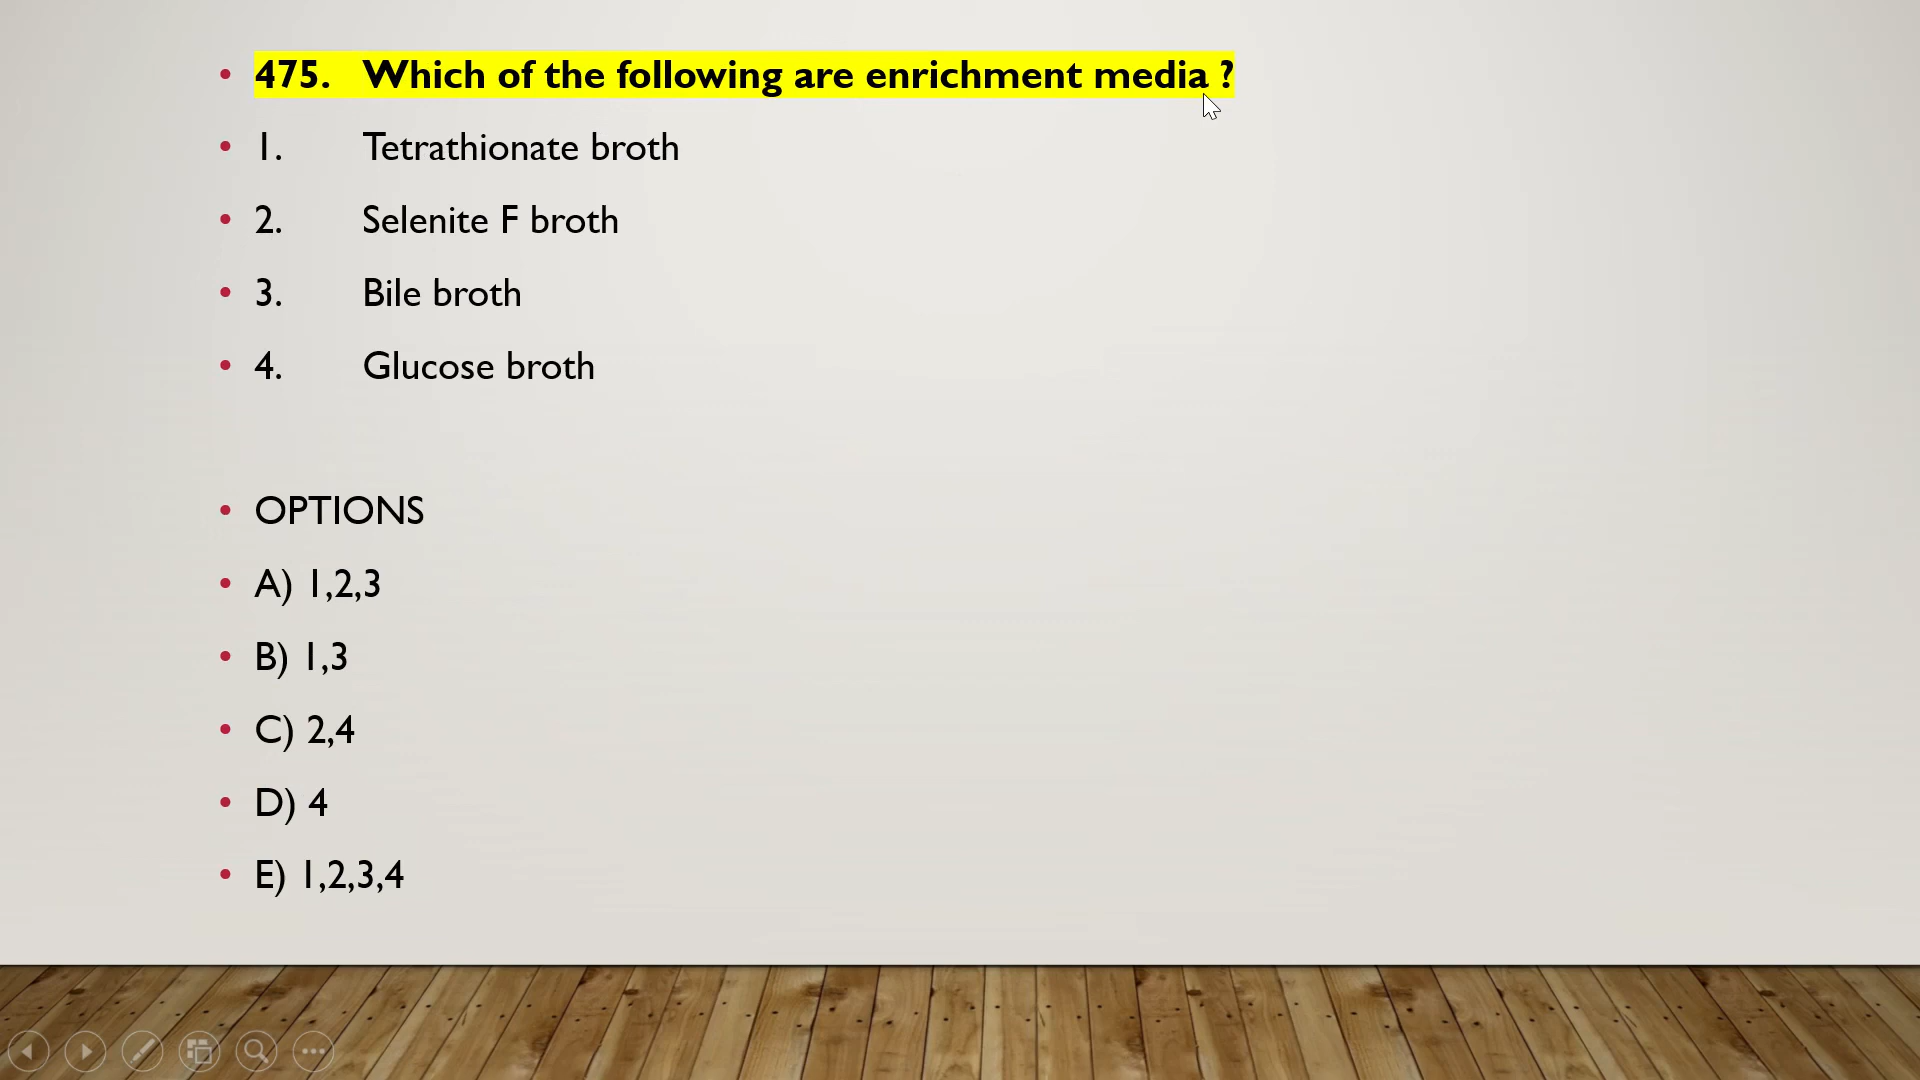 475. Which of the following are enrichment media ?
1. Tetrathionate broth
2. Selenite F broth
3. Bile broth
4. Glucose broth
OPTIONS
A) 1,2,3
B) 1,3
C) 2,4
D) 4
E) 1,2,3,4